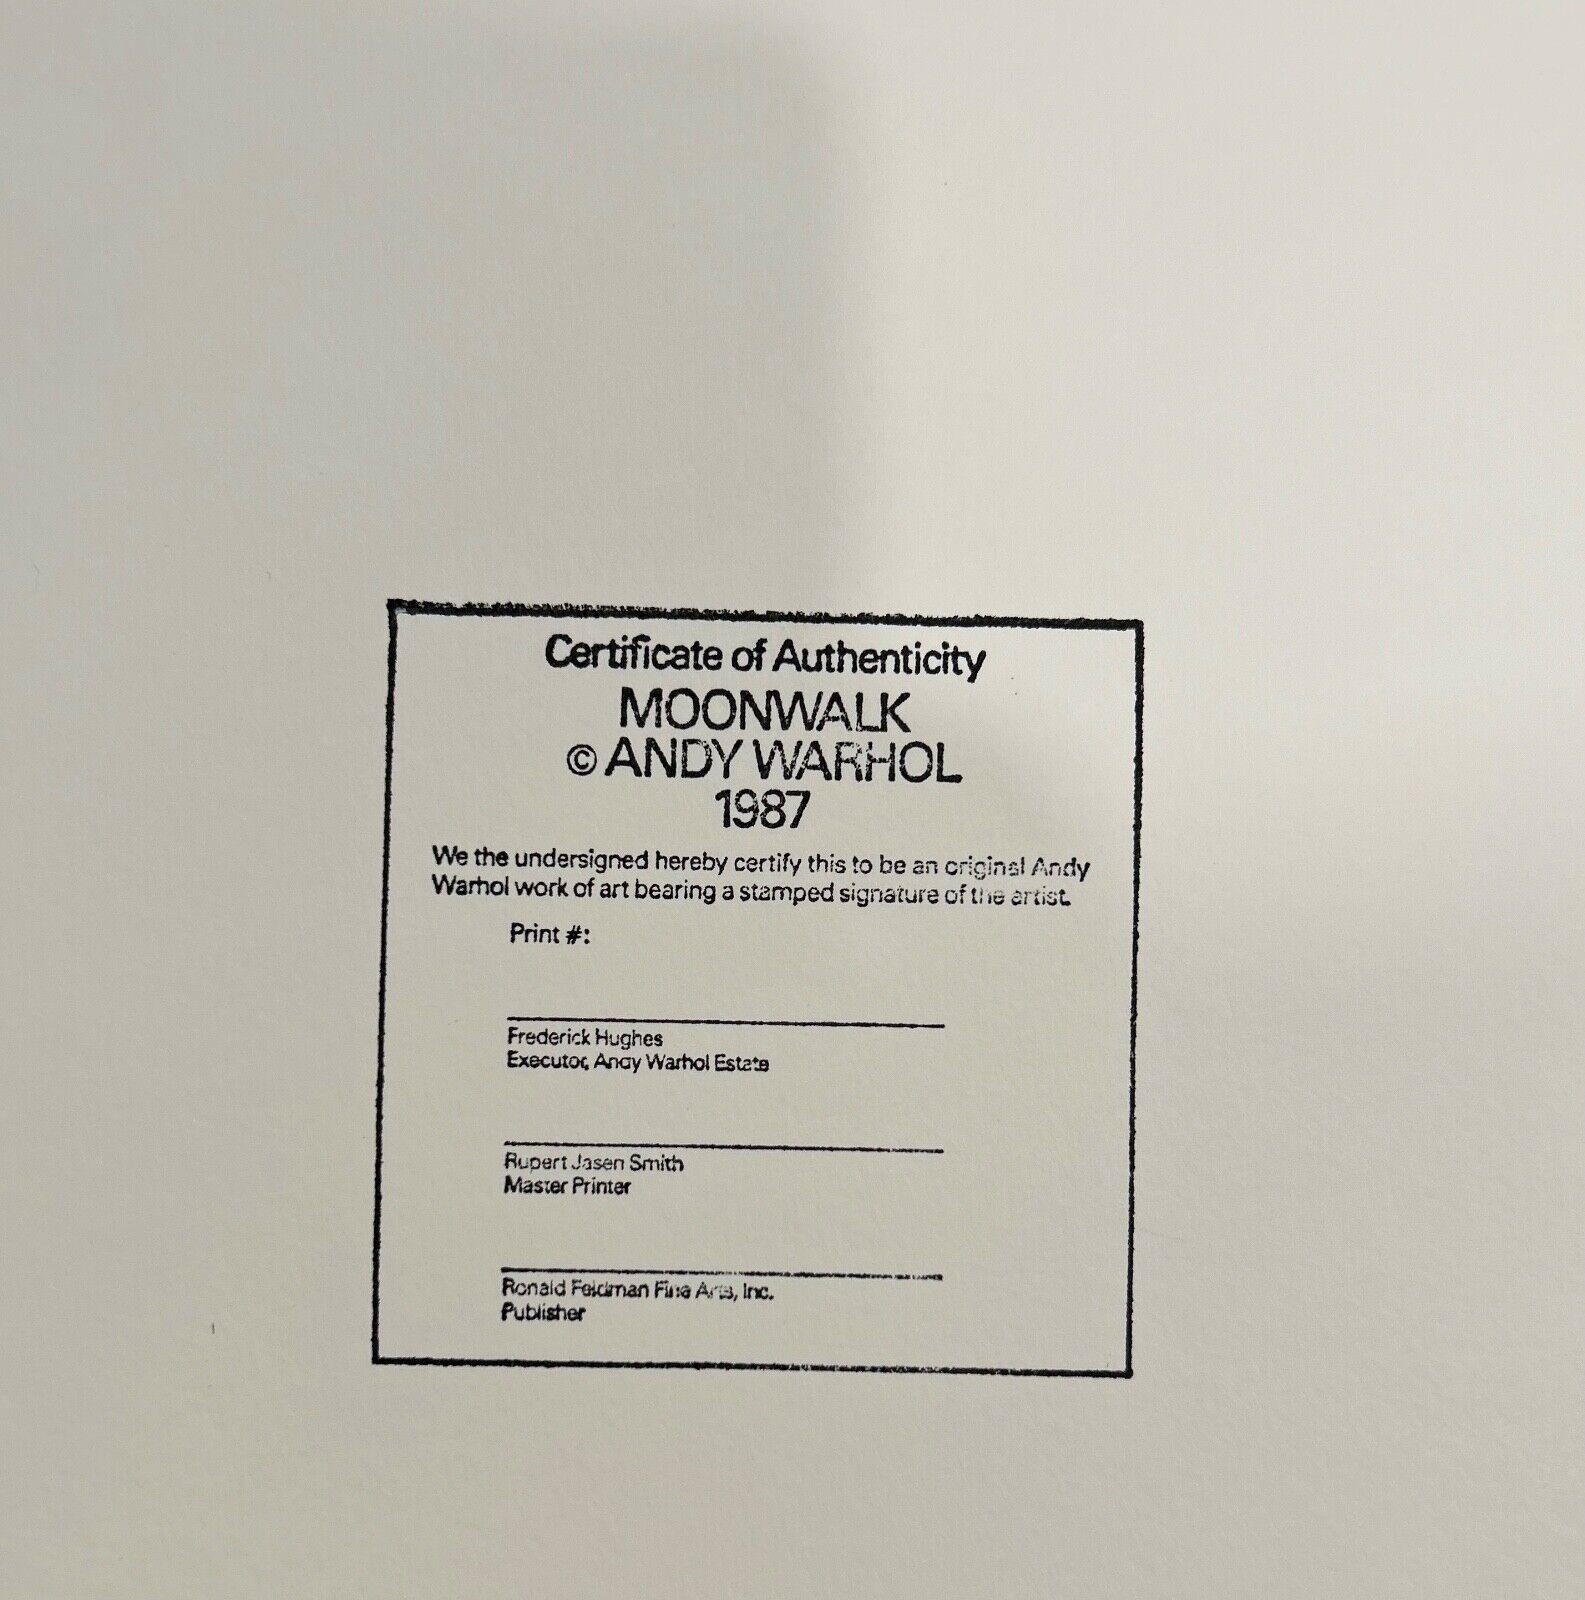 Certificate of Authenticity
MOONWALK
© ANDY WARHOL
1987
We the undersigned hereby certify this to be an original Andy
Warhol work of art bearing a stamped signature of the artist.
Print #:
Frederick Hughes
Executor, Andy Warhol Estate
Rupert Jasen Smith
Master Printer
Ronald Feldman Fine Arts, Inc.
Publisher